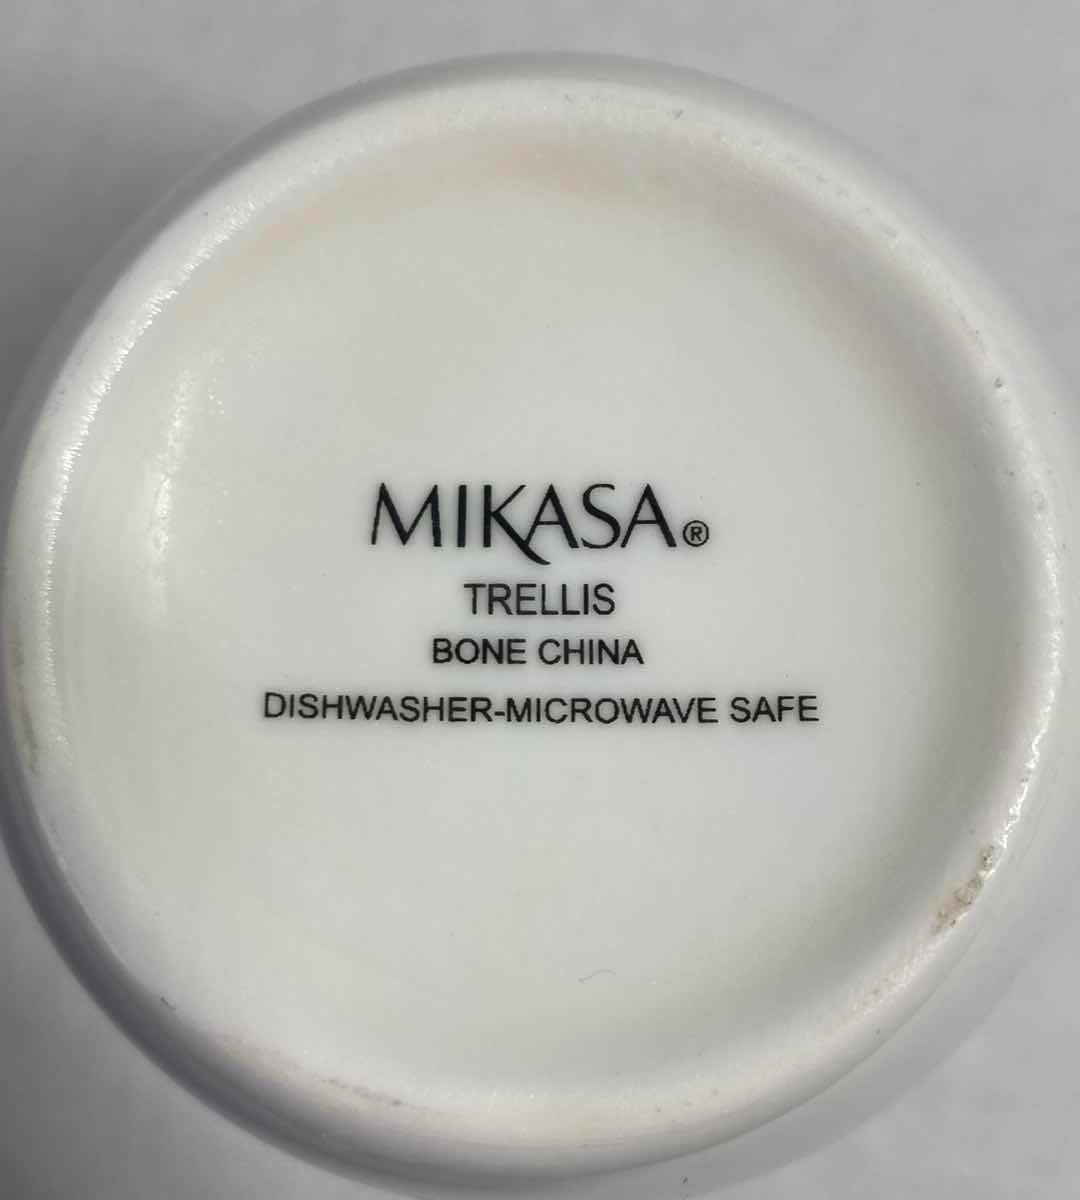 MIKASA®
TRELLIS
BONE CHINA
DISHWASHER-MICROWAVE SAFE